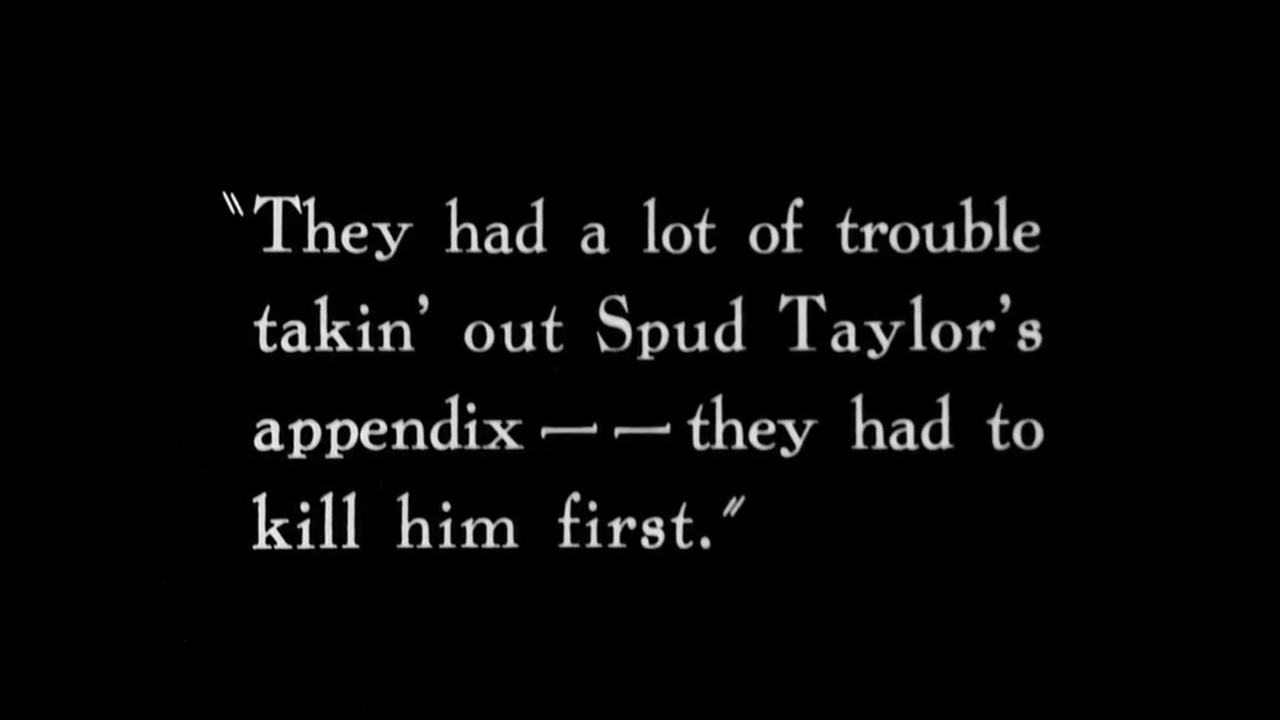 "They had a lot of trouble
takin' out Spud Taylor's
appendix — — they had to
kill him first."